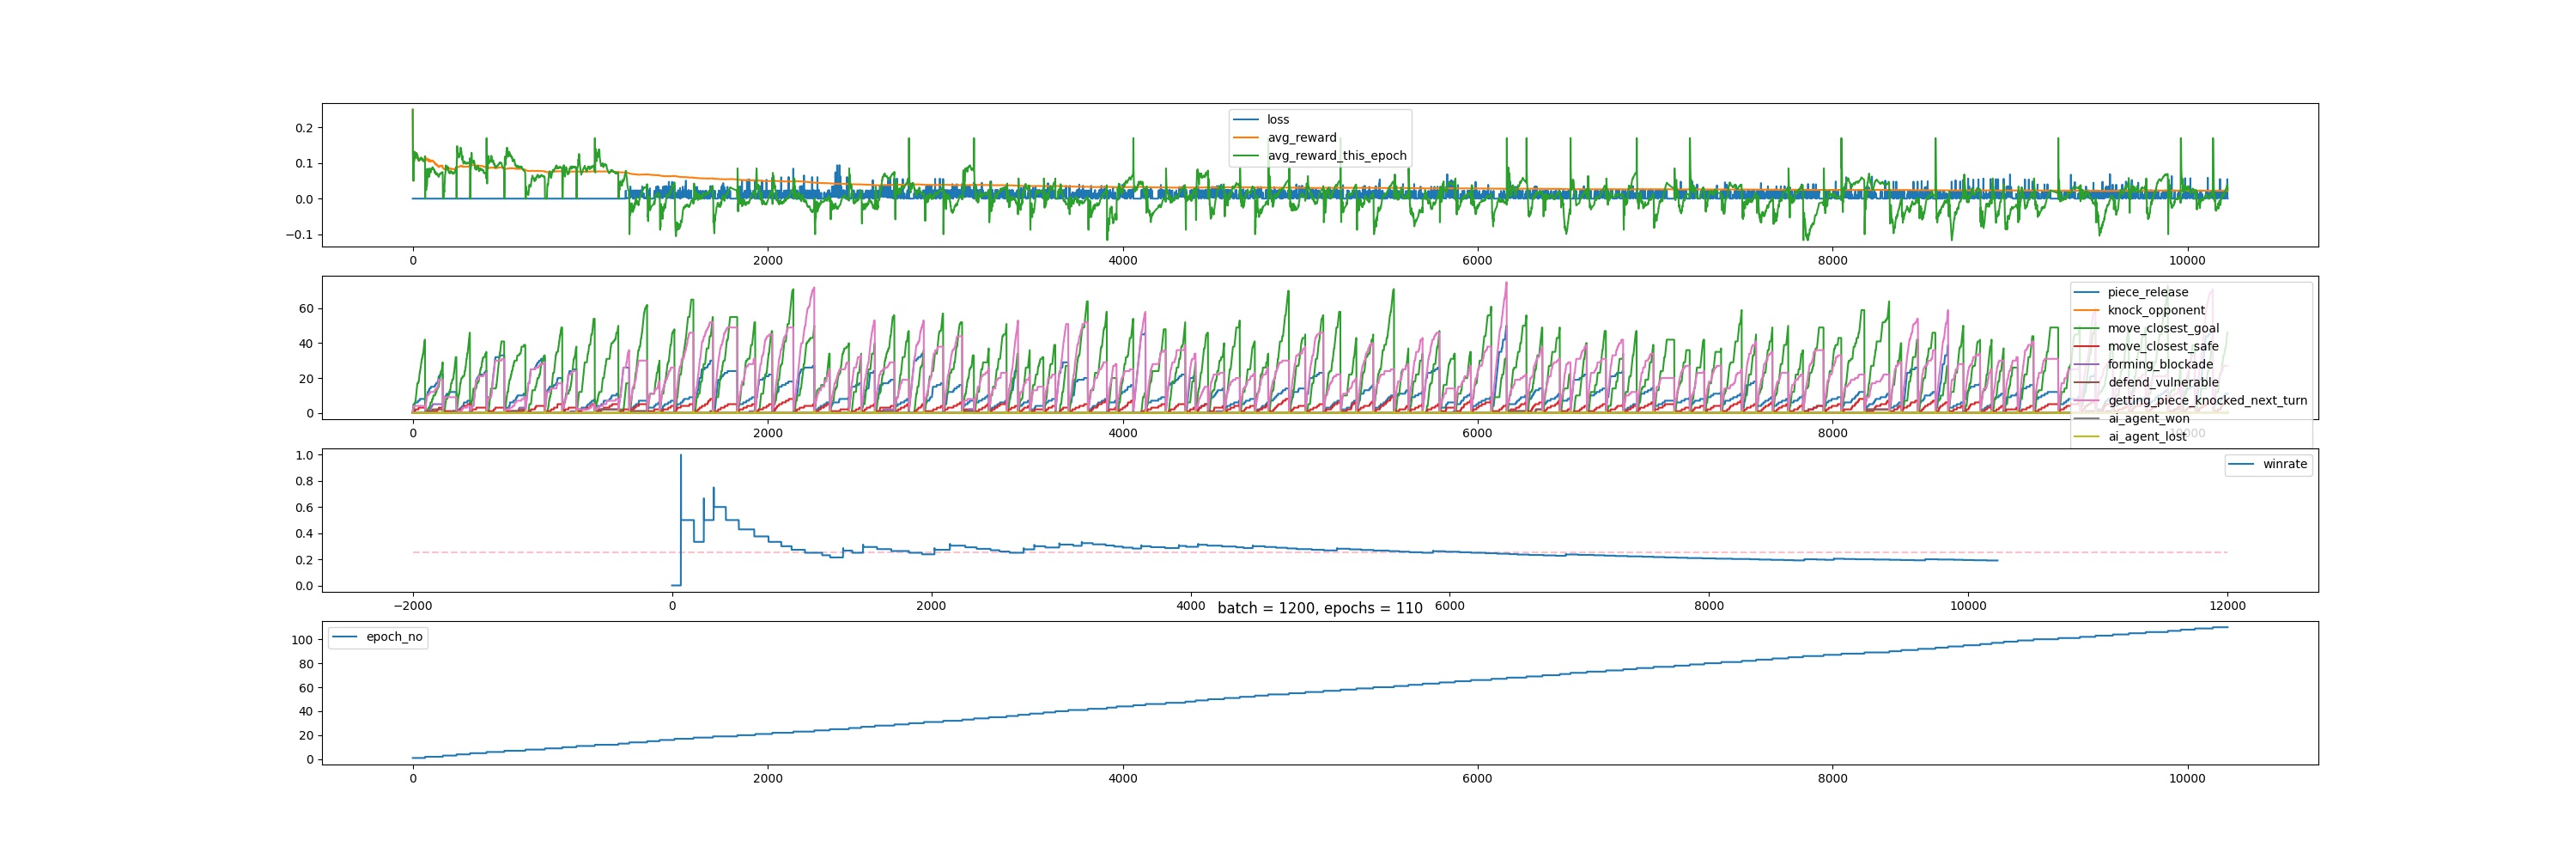 0.2
0.1
0.0
−0.1
loss
avg_reward
avg_reward_this_epoch
0 2000 4000 6000 8000 10000
60
40
20
0
piece_release
knock_opponent
move_closest_goal
move_closest_safe
forming_blockade
defend_vulnerable
getting_piece_knocked_next_turn
ai_agent_won
ai_agent_lost
0 2000 4000 6000 8000 10000
1.0
0.8
0.6
0.4
0.2
0.0
winrate
−2000 0 2000 4000 6000 8000 10000 12000
batch = 1200, epochs = 110
100
80
60
40
20
0
epoch_no
0 2000 4000 6000 8000 10000